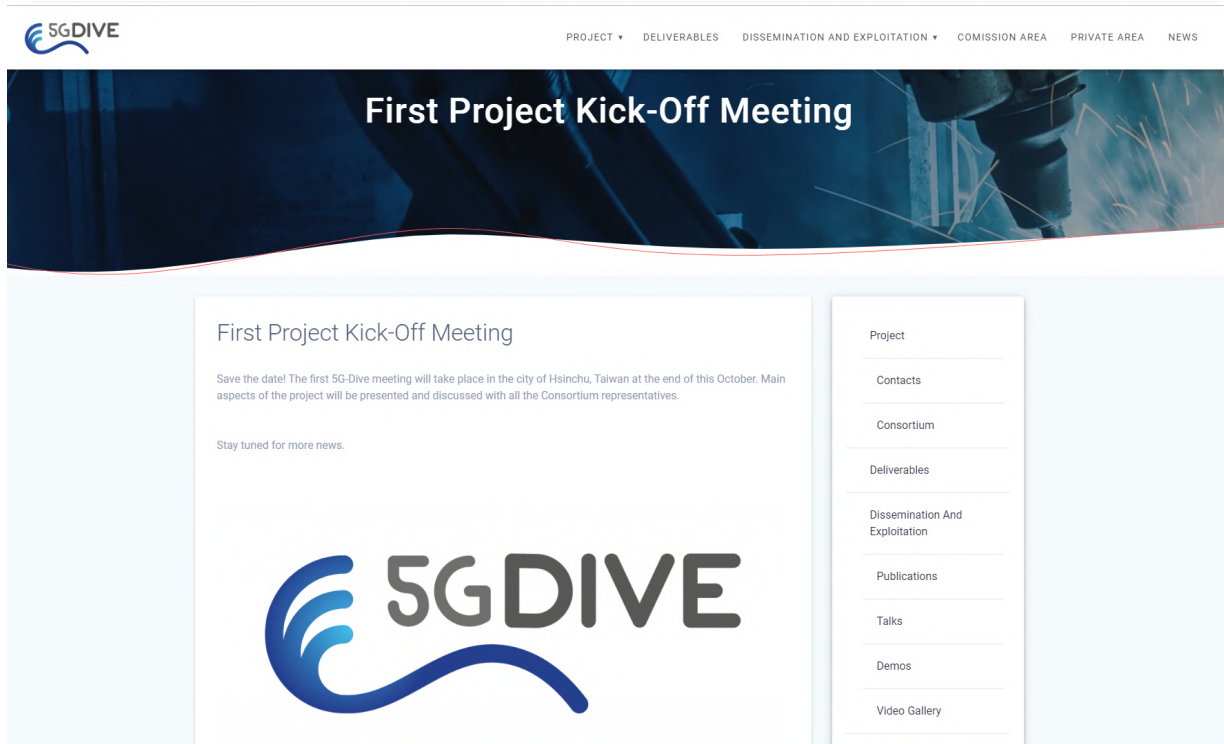 5GDIVE
PROJECT ▾ DELIVERABLES DISSEMINATION AND EXPLOITATION ▾ COMISSION AREA PRIVATE AREA NEWS
First Project Kick-Off Meeting
First Project Kick-Off Meeting
Save the date! The first 5G-Dive meeting will take place in the city of Hsinchu, Taiwan at the end of this October. Main
aspects of the project will be presented and discussed with all the Consortium representatives.
Stay tuned for more news.
5GDIVE
Project
Contacts
Consortium
Deliverables
Dissemination And
Exploitation
Publications
Talks
Demos
Video Gallery